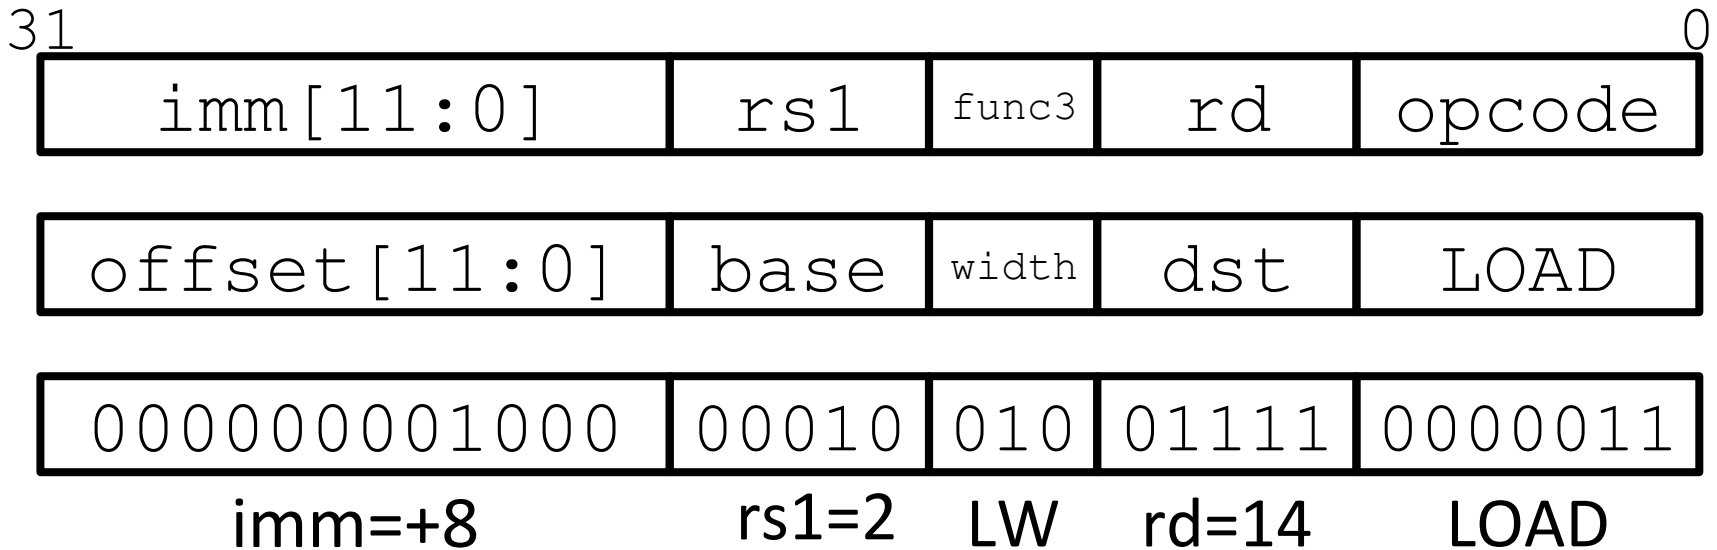 31 0
imm[11:0] rs1 func3 rd opcode
offset[11:0] base width dst LOAD
000000001000 00010 010 01111 0000011
imm=+8 rs1=2 LW rd=14 LOAD